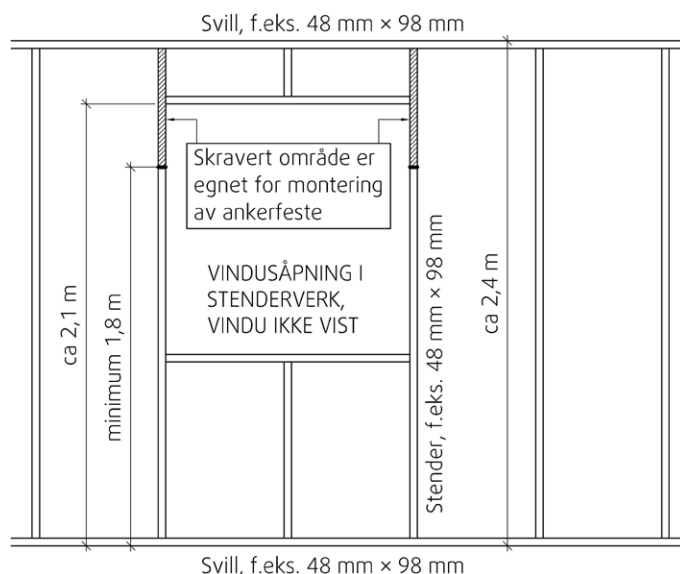 Svill, f.eks. 48 mm × 98 mm
Skravert område er
egnet for montering
av ankerfeste
VINDUSÅPNING I
STENDERVERK,
VINDU IKKE VIST
ca 2,1 m
minimum 1,8 m
Stender, f.eks. 48 mm × 98 mm
ca 2,4 m
Svill, f.eks. 48 mm × 98 mm